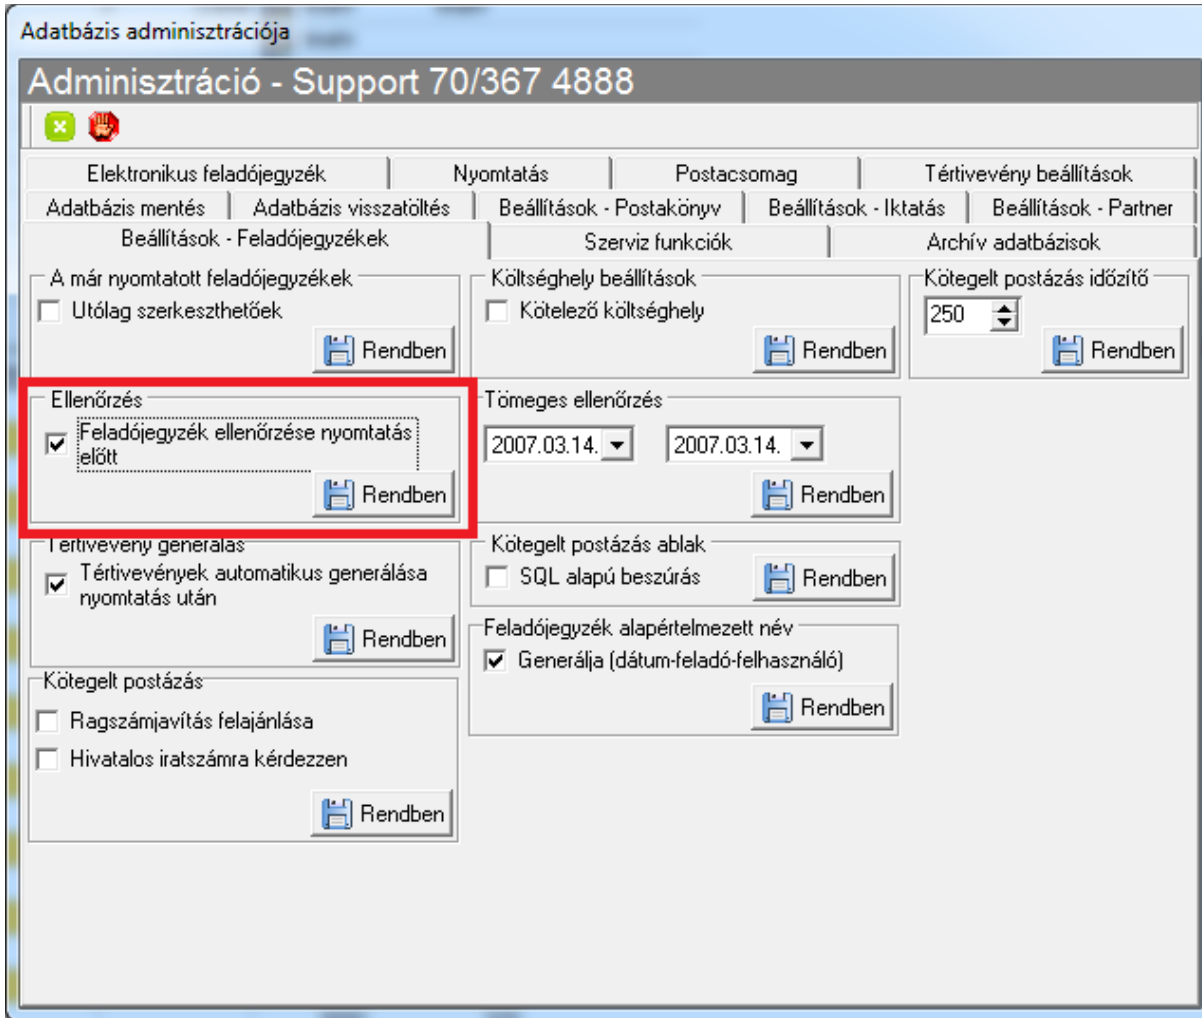 Adatbázis adminisztrációja
Adminisztráció - Support 70/367 4888
Elektronikus feladójegyzék
Nyomtatás
Postacsomag
Tértivevény beállítások
Adatbázis mentés
Adatbázis visszatöltés
Beállítások - Postakönyv
Beállítások - Iktatás
Beállítások - Partner
Beállítások - Feladójegyzékek
Szerviz funkciók
Archív adatbázisok
A már nyomtatott feladójegyzékek
Utólag szerkeszthetőek
Rendben
Költséghely beállítások
Kötelező költséghely
Rendben
Kötegelt postázás időzítő
250
Rendben
Ellenőrzés
Feladójegyzék ellenőrzése nyomtatás
előtt
Rendben
Tömeges ellenőrzés
2007.03.14.
2007.03.14.
Rendben
Tértivevény generálás
Tértivevények automatikus generálása
nyomtatás után
Rendben
Kötegelt postázás ablak
SQL alapú beszúrás
Rendben
Feladójegyzék alapértelmezett név
Generálja (dátum-feladó-felhasználó)
Rendben
Kötegelt postázás
Ragszámjavítás felajánlása
Hivatalos iratszámra kérdezzen
Rendben